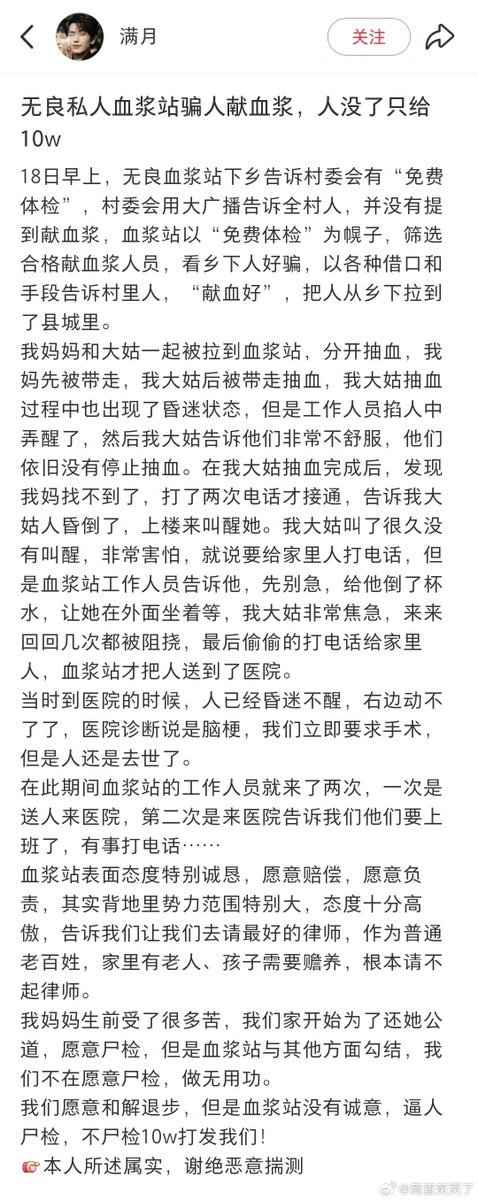 满月
关注
无良私人血浆站骗人献血浆，人没了只给
10w
18日早上，无良血浆站下乡告诉村委会有“免费
体检”，村委会用大广播告诉全村人，并没有提
到献血浆，血浆站以“免费体检”为幌子，筛选
合格献血浆人员，看乡下人好骗，以各种借口和
手段告诉村里人，“献血好”，把人从乡下拉到
了县城里。
我妈妈和大姑一起被拉到血浆站，分开抽血，我
妈先被带走，我大姑后被带走抽血，我大姑抽血
过程中也出现了昏迷状态，但是工作人员掐人中
弄醒了，然后我大姑告诉他们非常不舒服，他们
依旧没有停止抽血。在我大姑抽血完成后，发现
我妈找不到了，打了两次电话才接通，告诉我大
姑人昏倒了，上楼来叫醒她。我大姑叫了很久没
有叫醒，非常害怕，就说要给家里人打电话，但
是血浆站工作人员告诉他，先别急，给他倒了杯
水，让她在外面坐着等，我大姑非常焦急，来来
回回几次都被阻挠，最后偷偷的打电话给家里
人，血浆站才把人送到了医院。
当时到医院的时候，人已经昏迷不醒，右边动不
了了，医院诊断说是脑梗，我们立即要求手术，
但是人还是去世了。
在此期间血浆站的工作人员就来了两次，一次是
送人来医院，第二次是来医院告诉我们他们要上
班了，有事打电话……
血浆站表面态度特别诚恳，愿意赔偿，愿意负
责，其实背地里势力范围特别大，态度十分高
傲，告诉我们让我们去请最好的律师，作为普通
老百姓，家里有老人、孩子需要赡养，根本请不
起律师。
我妈妈生前受了很多苦，我们家开始为了还她公
道，愿意尸检，但是血浆站与其他方面勾结，我
们不在愿意尸检，做无用功。
我们愿意和解退步，但是血浆站没有诚意，逼人
尸检，不尸检10w打发我们！
本人所述属实，谢绝恶意揣测
@简直笑哭了